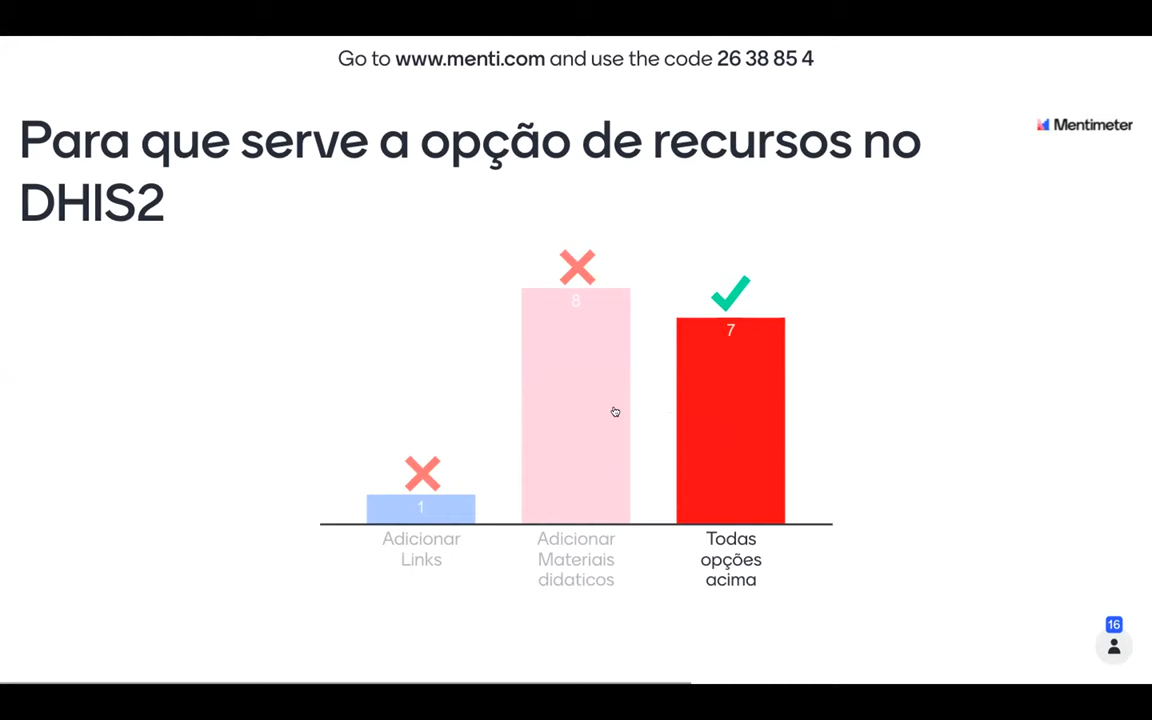 Go to www.menti.com and use the code 26 38 85 4
Para que serve a opção de recursos no
DHIS2
Mentimeter
8
7
1
Adicionar
Links
Adicionar
Materiais
didaticos
Todas
opções
acima
16